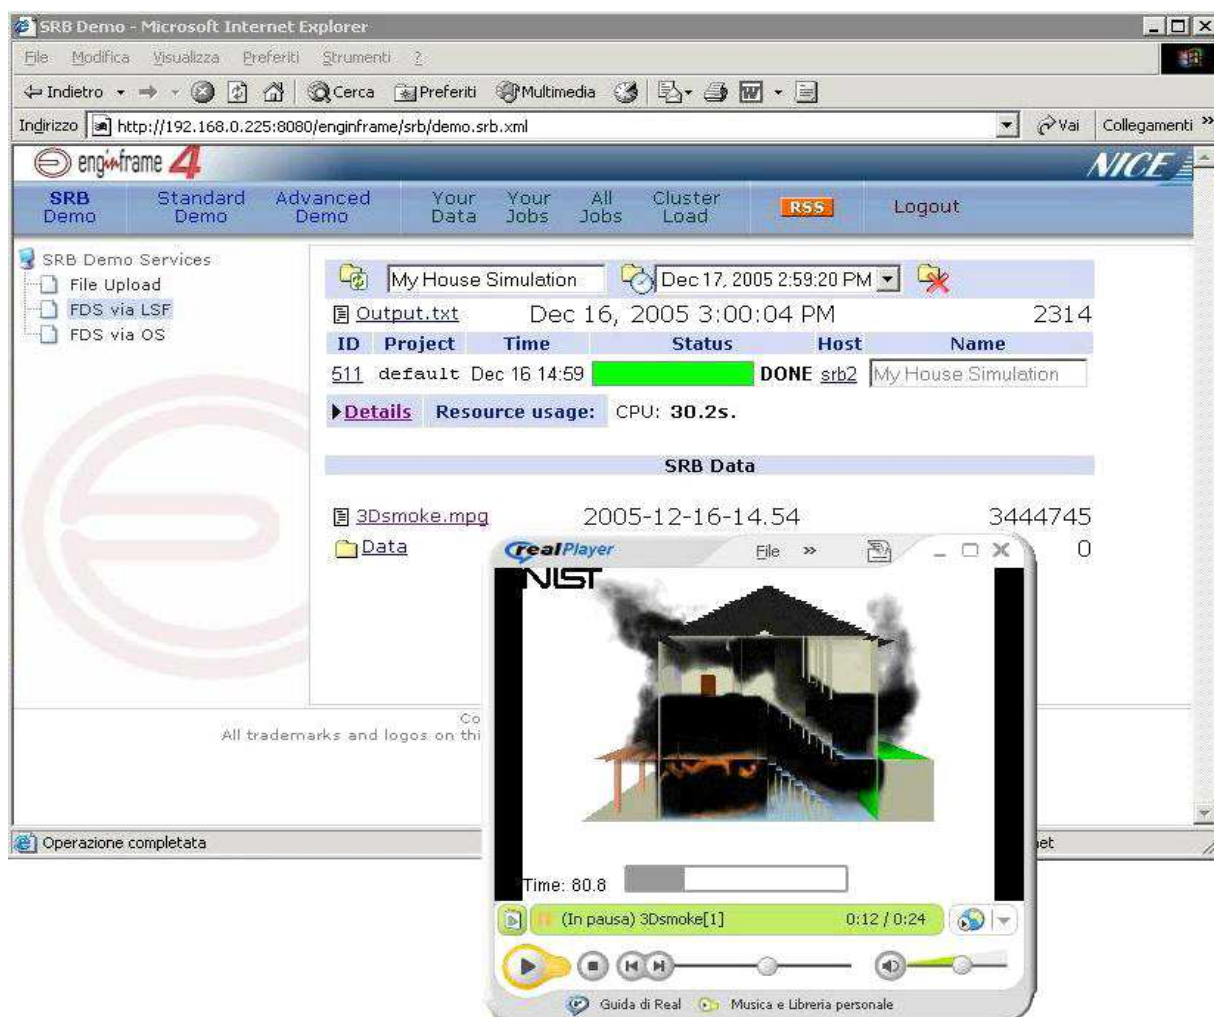 SRB Demo - Microsoft Internet Explorer
File Modifica Visualizza Preferiti Strumenti ?
Indietro Cerca Preferiti Multimedia
Indirizzo http://192.168.0.225:8080/enginframe/srb/demo.srb.xml Vai Collegamenti »
enginframe 4 NICE
SRB Demo Standard Demo Advanced Demo Your Data Your Jobs All Jobs Cluster Load RSS Logout
SRB Demo Services
File Upload
FDS via LSF
FDS via OS
My House Simulation Dec 17, 2005 2:59:20 PM
Output.txt Dec 16, 2005 3:00:04 PM 2314
ID Project Time Status Host Name
511 default Dec 16 14:59 DONE srb2 My House Simulation
Details Resource usage: CPU: 30.2s.
SRB Data
3Dsmoke.mpg 2005-12-16-14.54 3444745
Data 0
Co
All trademarks and logos on thi
Operazione completata
real Player File »
NIST
Time: 80.8
(In pausa) 3Dsmoke[1] 0:12 / 0:24
Guida di Real Musica e Libreria personale